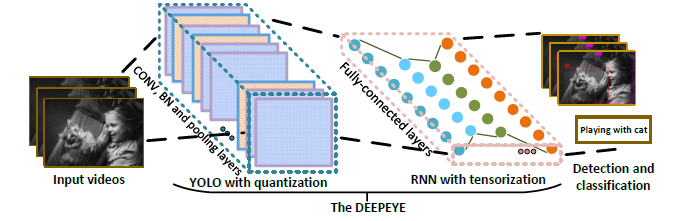 CONV, BN and pooling layers
Fully-connected layers
Playing with cat
Input videos
YOLO with quantization
RNN with tensorization
Detection and
classification
The DEEPEYE